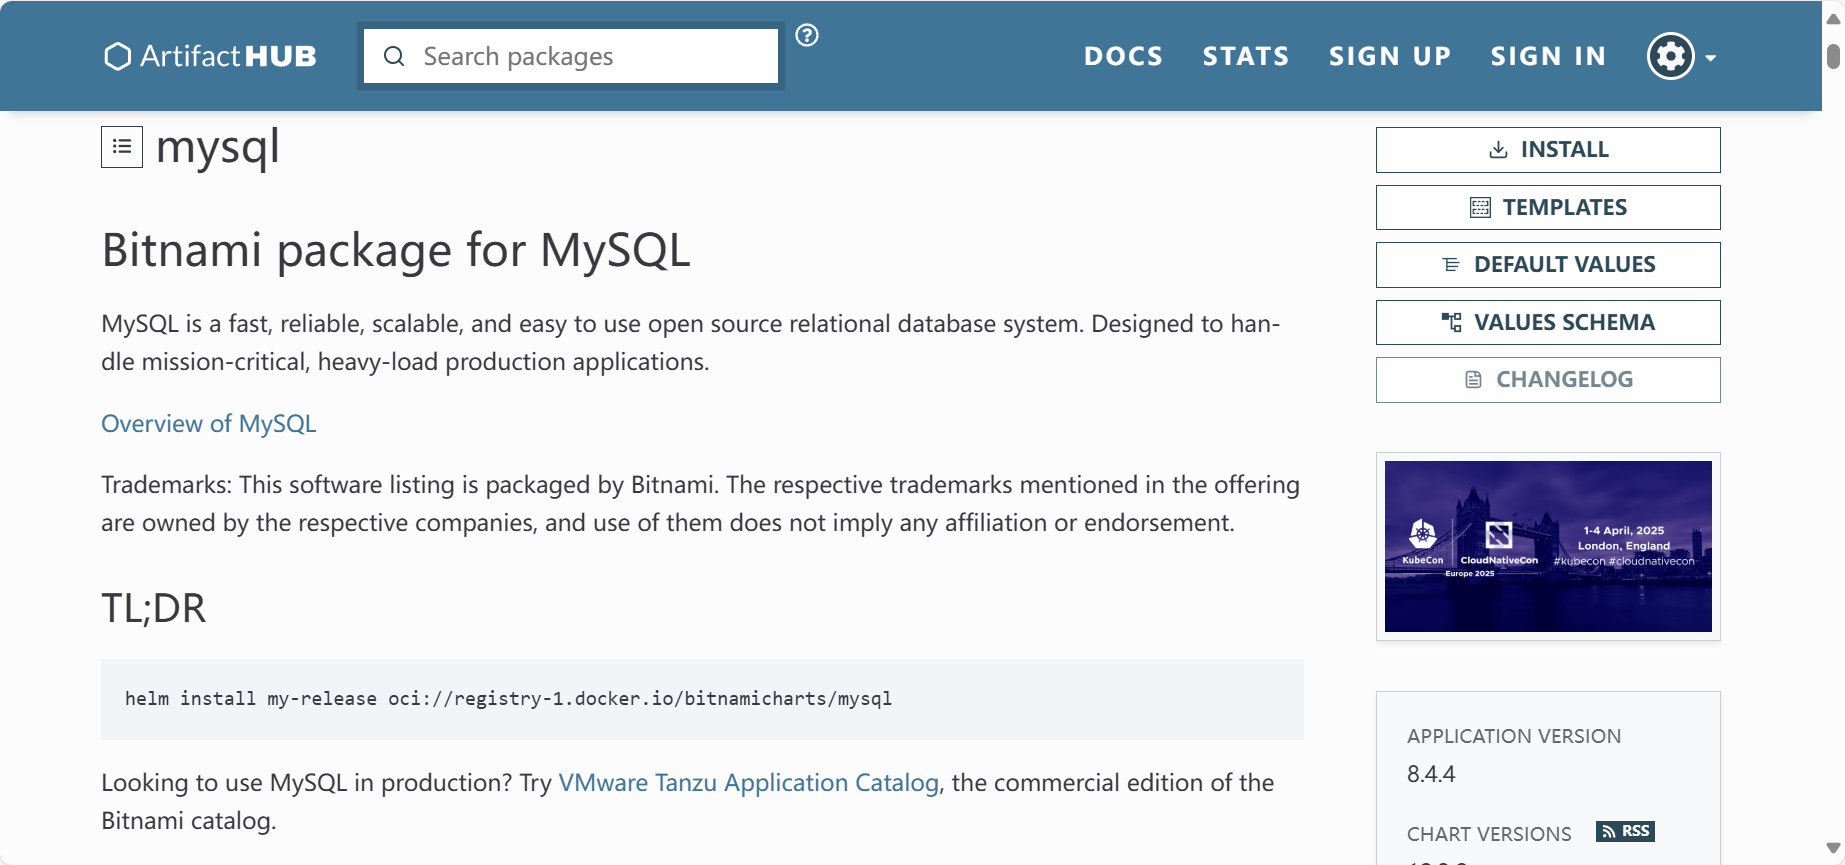 ArtifactHUB
Search packages
DOCS STATS SIGN UP SIGN IN
mysql
Bitnami package for MySQL
MySQL is a fast, reliable, scalable, and easy to use open source relational database system. Designed to han-
dle mission-critical, heavy-load production applications.
Overview of MySQL
Trademarks: This software listing is packaged by Bitnami. The respective trademarks mentioned in the offering
are owned by the respective companies, and use of them does not imply any affiliation or endorsement.
TL;DR
helm install my-release oci://registry-1.docker.io/bitnamicharts/mysql
Looking to use MySQL in production? Try VMware Tanzu Application Catalog, the commercial edition of the
Bitnami catalog.
INSTALL
TEMPLATES
DEFAULT VALUES
VALUES SCHEMA
CHANGELOG
KubeCon CloudNativeCon
Europe 2025
1-4 April, 2025
London, England
#kubecon #cloudnativecon
APPLICATION VERSION
8.4.4
CHART VERSIONS RSS